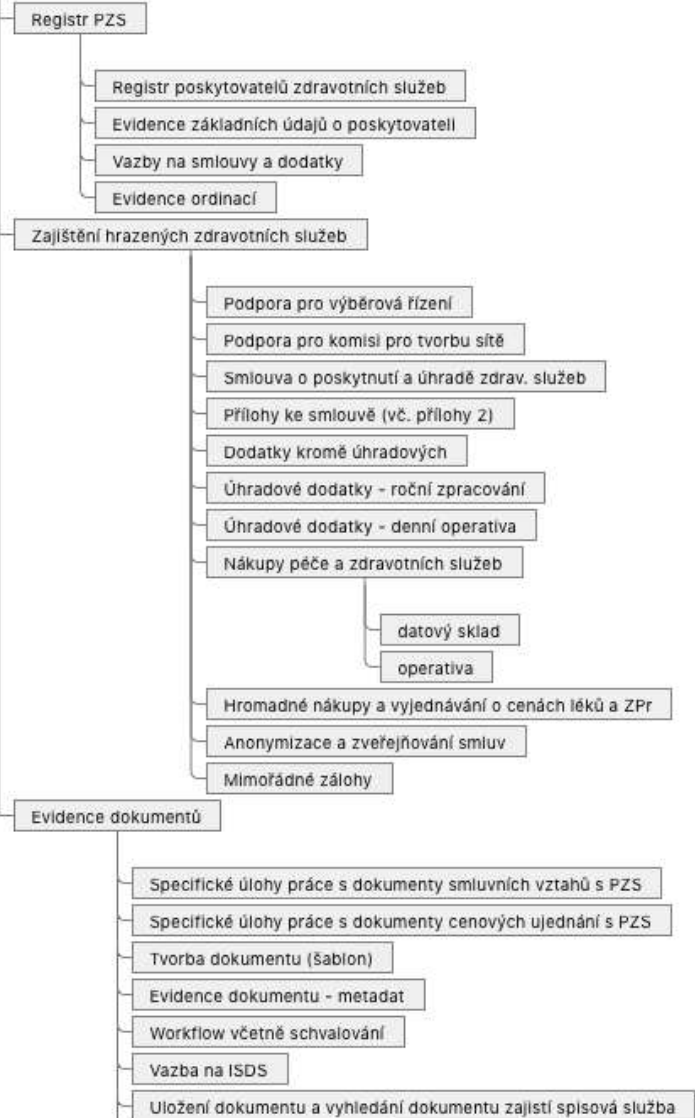 Registr PZS
Registr poskytovatelů zdravotních služeb
Evidence základních údajů o poskytovateli
Vazby na smlouvy a dodatky
Evidence ordinací
Zajištění hrazených zdravotních služeb
Podpora pro výběrová řízení
Podpora pro komisi pro tvorbu sítě
Smlouva o poskytnutí a úhradě zdrav. služeb
Přílohy ke smlouvě (vč. přílohy 2)
Dodatky kromě úhradových
Úhradové dodatky - roční zpracování
Úhradové dodatky - denní operativa
Nákupy péče a zdravotních služeb
datový sklad
operativa
Hromadné nákupy a vyjednávání o cenách léků a ZPr
Anonymizace a zveřejňování smluv
Mimořádné zálohy
Evidence dokumentů
Specifické úlohy práce s dokumenty smluvních vztahů s PZS
Specifické úlohy práce s dokumenty cenových ujednání s PZS
Tvorba dokumentu (šablon)
Evidence dokumentu - metadat
Workflow včetně schvalování
Vazba na ISDS
Uložení dokumentu a vyhledání dokumentu zajistí spisová služba